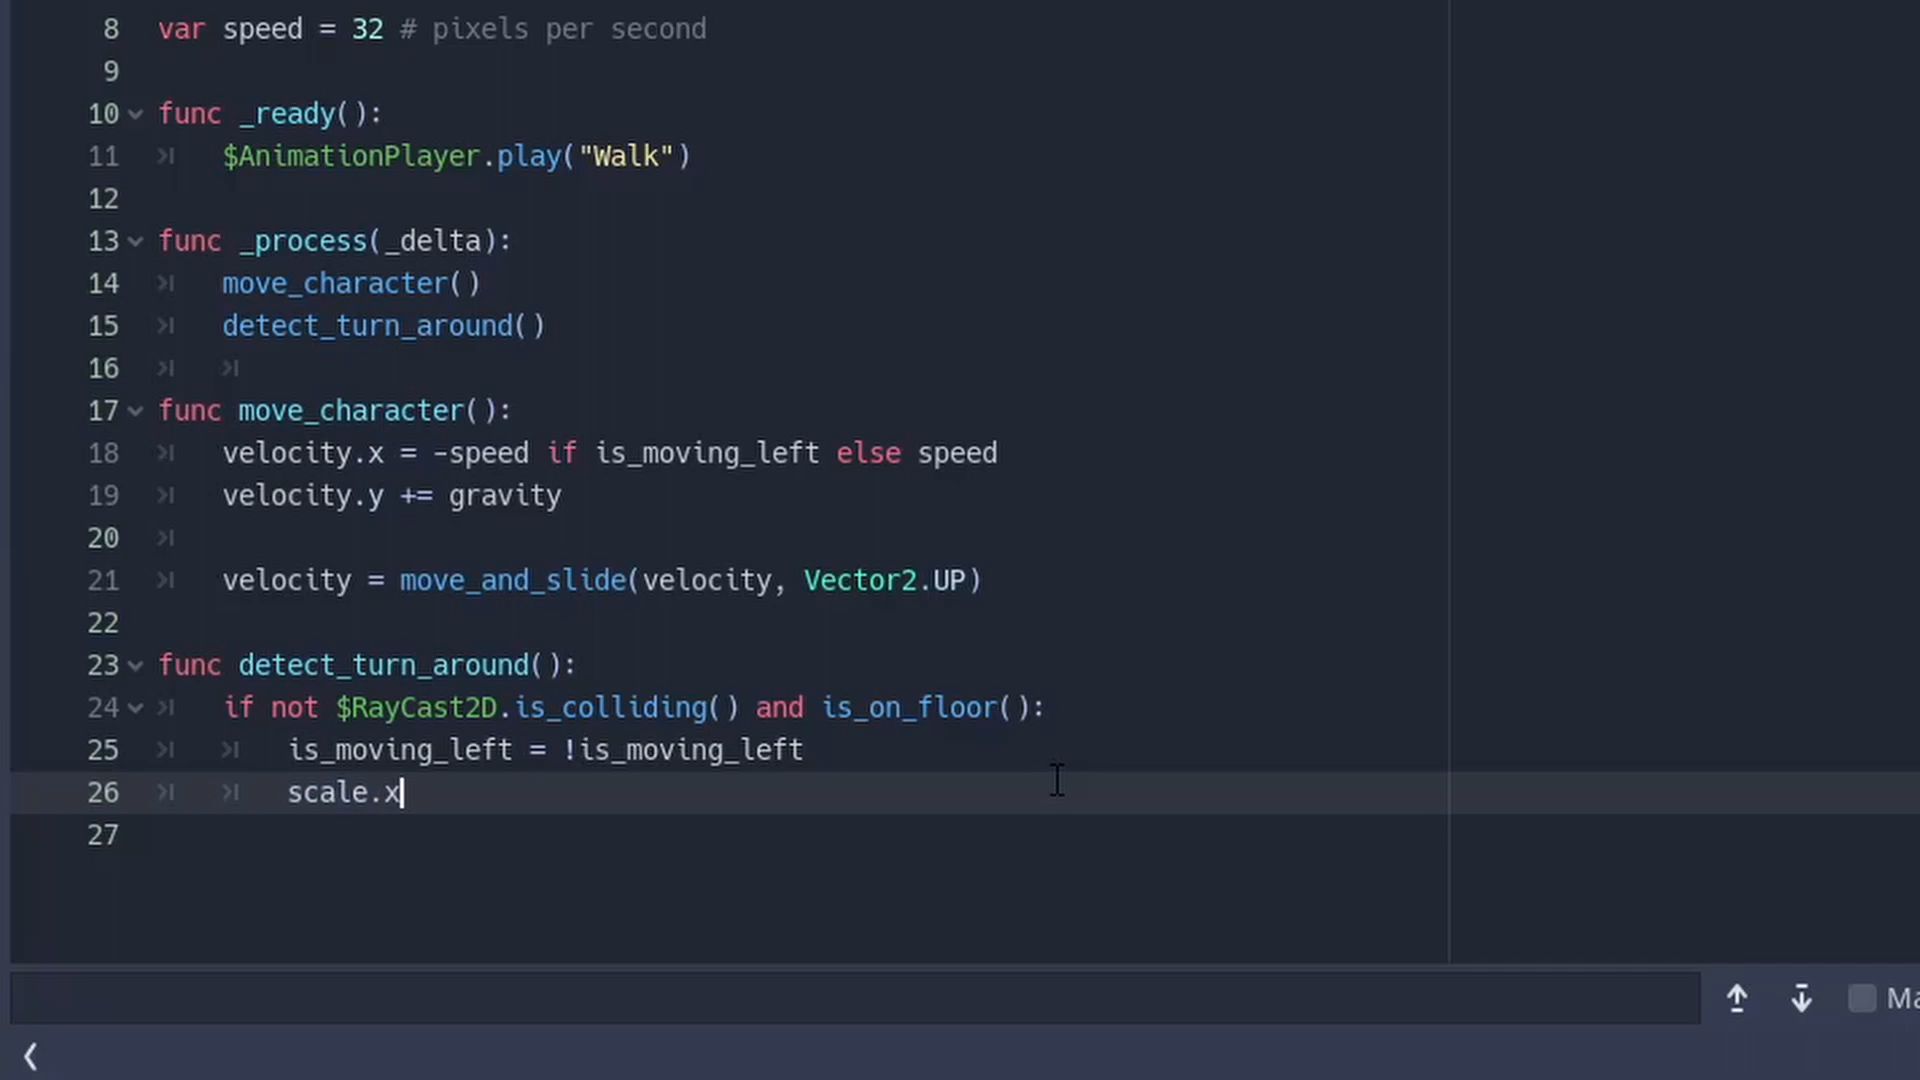 8 var speed = 32 # pixels per second
9
10 func _ready():
11 $AnimationPlayer.play("Walk")
12
13 func _process(_delta):
14 move_character()
15 detect_turn_around()
16
17 func move_character():
18 velocity.x = -speed if is_moving_left else speed
19 velocity.y += gravity
20
21 velocity = move_and_slide(velocity, Vector2.UP)
22
23 func detect_turn_around():
24 if not $RayCast2D.is_colliding() and is_on_floor():
25 is_moving_left = !is_moving_left
26 scale.x
27
Ma